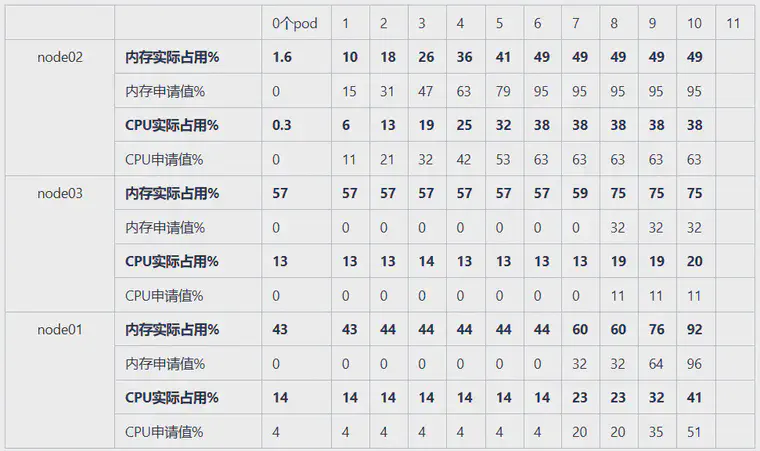 0个pod 1 2 3 4 5 6 7 8 9 10 11
node02 内存实际占用% 1.6 10 18 26 36 41 49 49 49 49 49
内存申请值% 0 15 31 47 63 79 95 95 95 95 95
CPU实际占用% 0.3 6 13 19 25 32 38 38 38 38 38
CPU申请值% 0 11 21 32 42 53 63 63 63 63 63
node03 内存实际占用% 57 57 57 57 57 57 57 59 75 75 75
内存申请值% 0 0 0 0 0 0 0 0 32 32 32
CPU实际占用% 13 13 13 14 13 13 13 13 19 19 20
CPU申请值% 0 0 0 0 0 0 0 0 11 11 11
node01 内存实际占用% 43 43 44 44 44 44 44 60 60 76 92
内存申请值% 0 0 0 0 0 0 0 32 32 64 96
CPU实际占用% 14 14 14 14 14 14 14 23 23 32 41
CPU申请值% 4 4 4 4 4 4 4 20 20 35 51